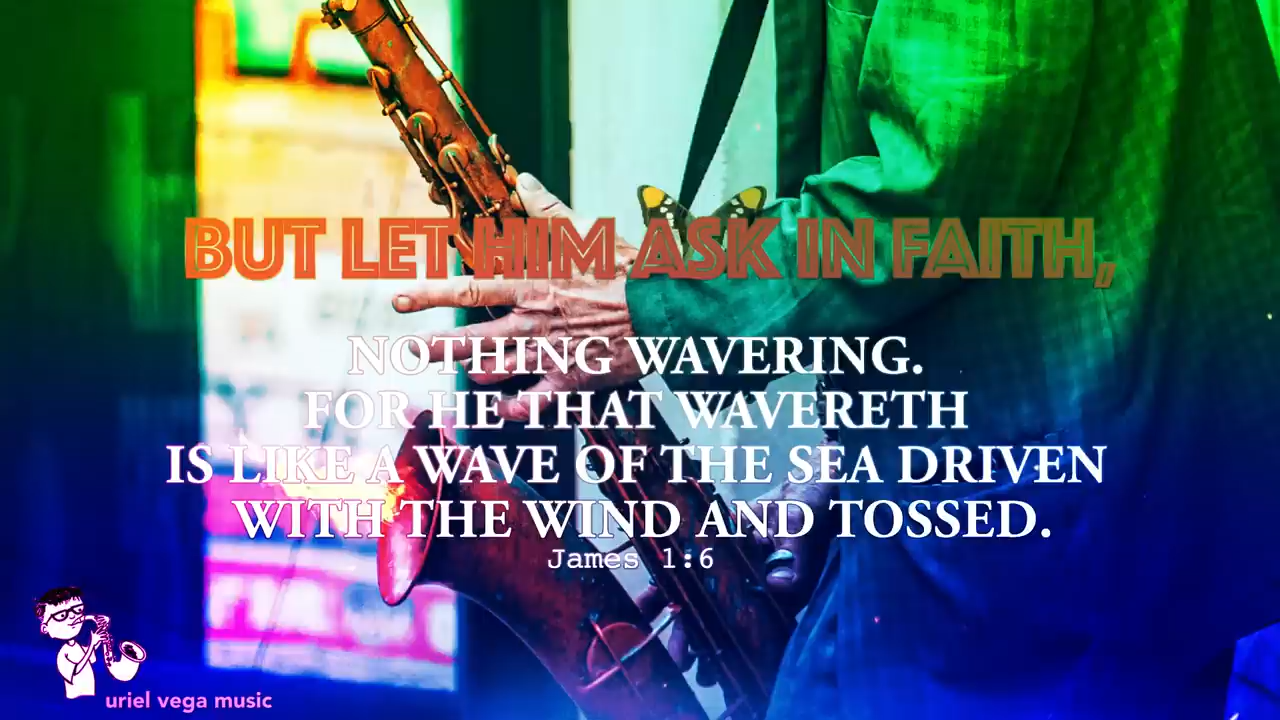 BUT LET HIM ASK IN FAITH,
NOTHING WAVERING.
FOR HE THAT WAVERETH
IS LIKE A WAVE OF THE SEA DRIVEN
WITH THE WIND AND TOSSED.
James 1:6
uriel vega music